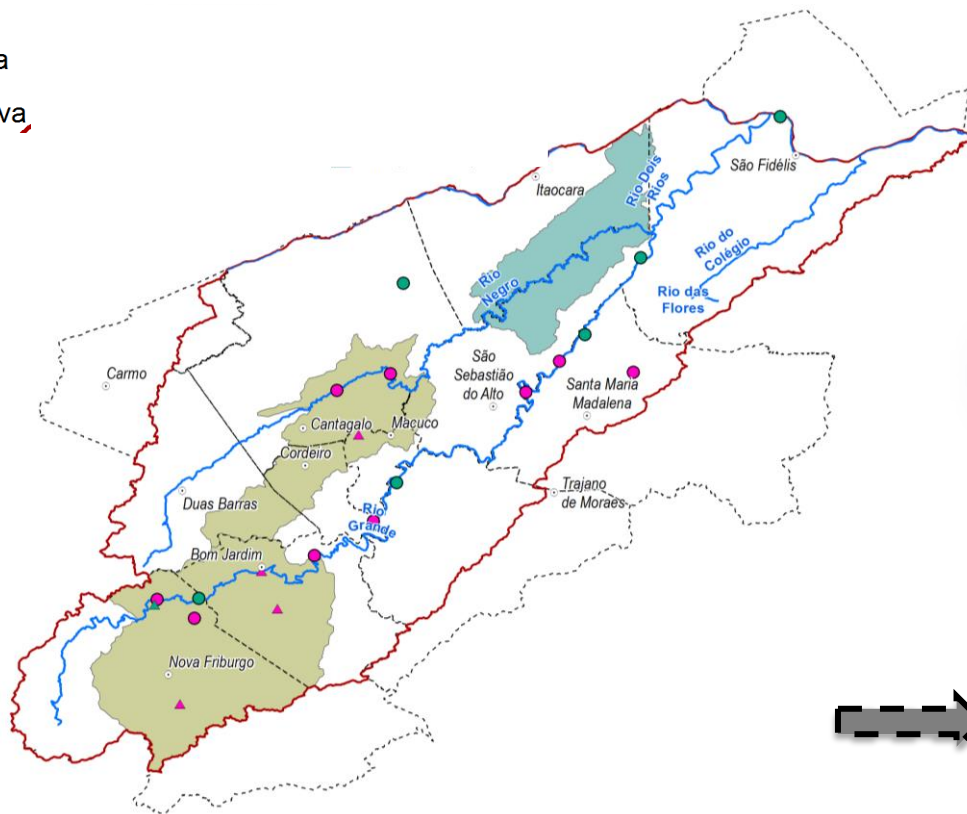 a
va
São Fidélis
Itaocara
Rio Dois
Rios
Rio do
Colégio
Rio
Negro
Rio das
Flores
Carmo
São
Sebastião
do Alto
Santa Maria
Madalena
Cantagalo
Macuco
Cordeiro
Trajano
de Moraes
Duas Barras
Rio
Grande
Bom Jardim
Nova Friburgo